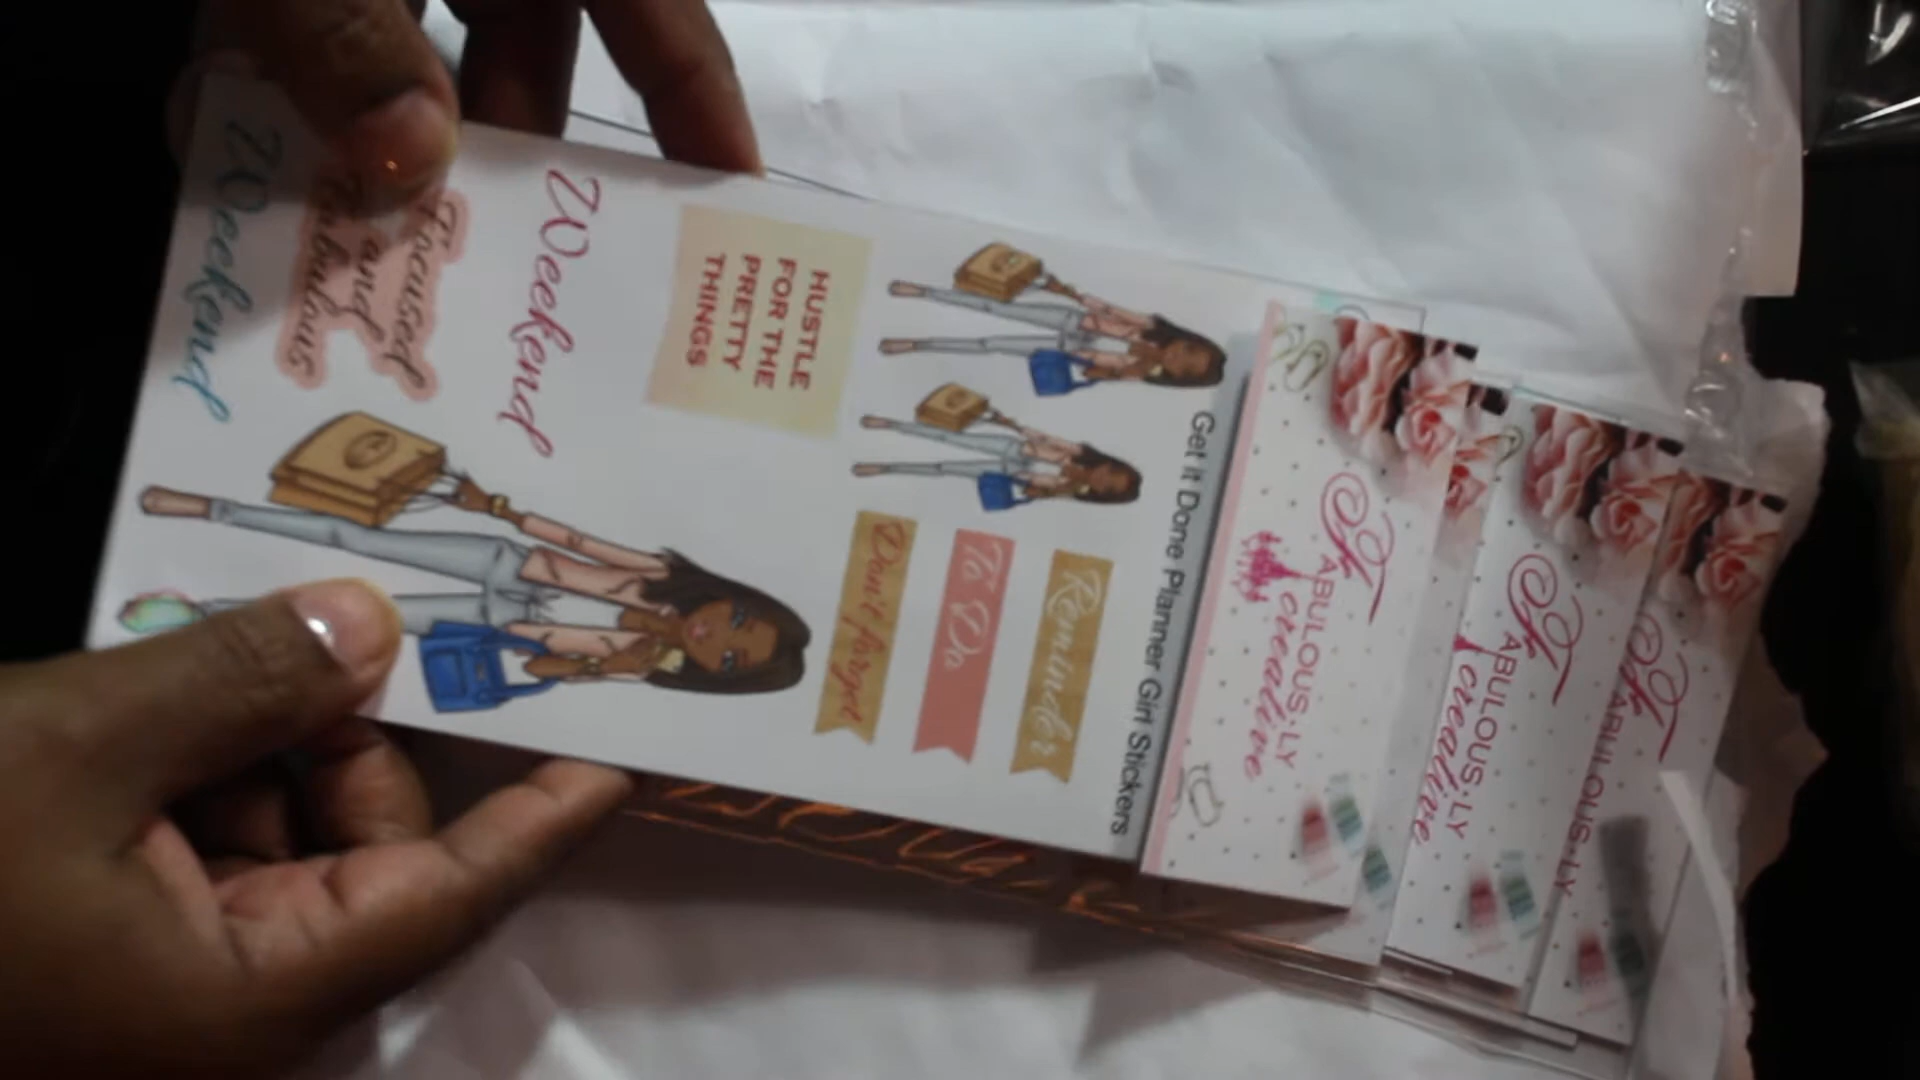 Get it Done Planner Girl Stickers
Reminder
To Do
Don't forget
HUSTLE
FOR THE
PRETTY
THINGS
Weekend
Focused
and
Fabulous
Weekend
FABULOUS·LY
creative
FABULOUS·LY
creative
FABULOUS·LY